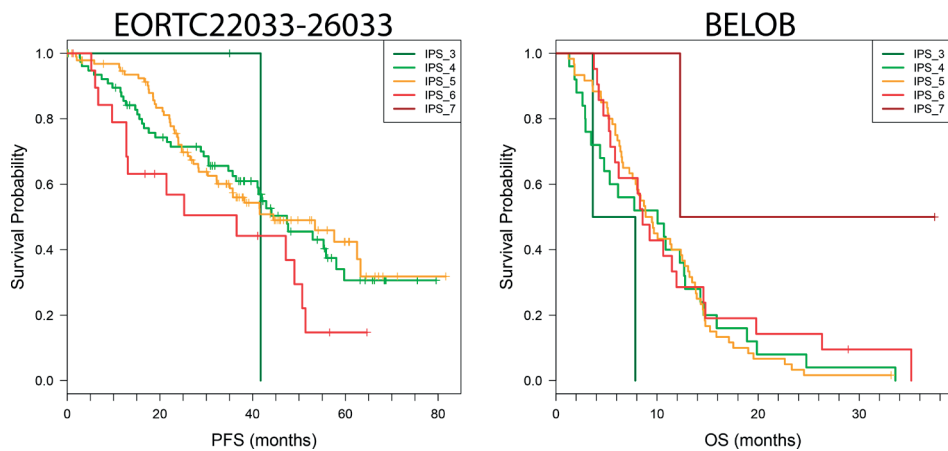 EORTC22033-26033
1.0
0.8
0.6
0.4
0.2
0.0
Survival Probability
IPS_3
IPS_4
IPS_5
IPS_6
IPS_7
0 20 40 60 80
PFS (months)
BELOB
1.0
0.8
0.6
0.4
0.2
0.0
Survival Probability
IPS_3
IPS_4
IPS_5
IPS_6
IPS_7
0 10 20 30
OS (months)